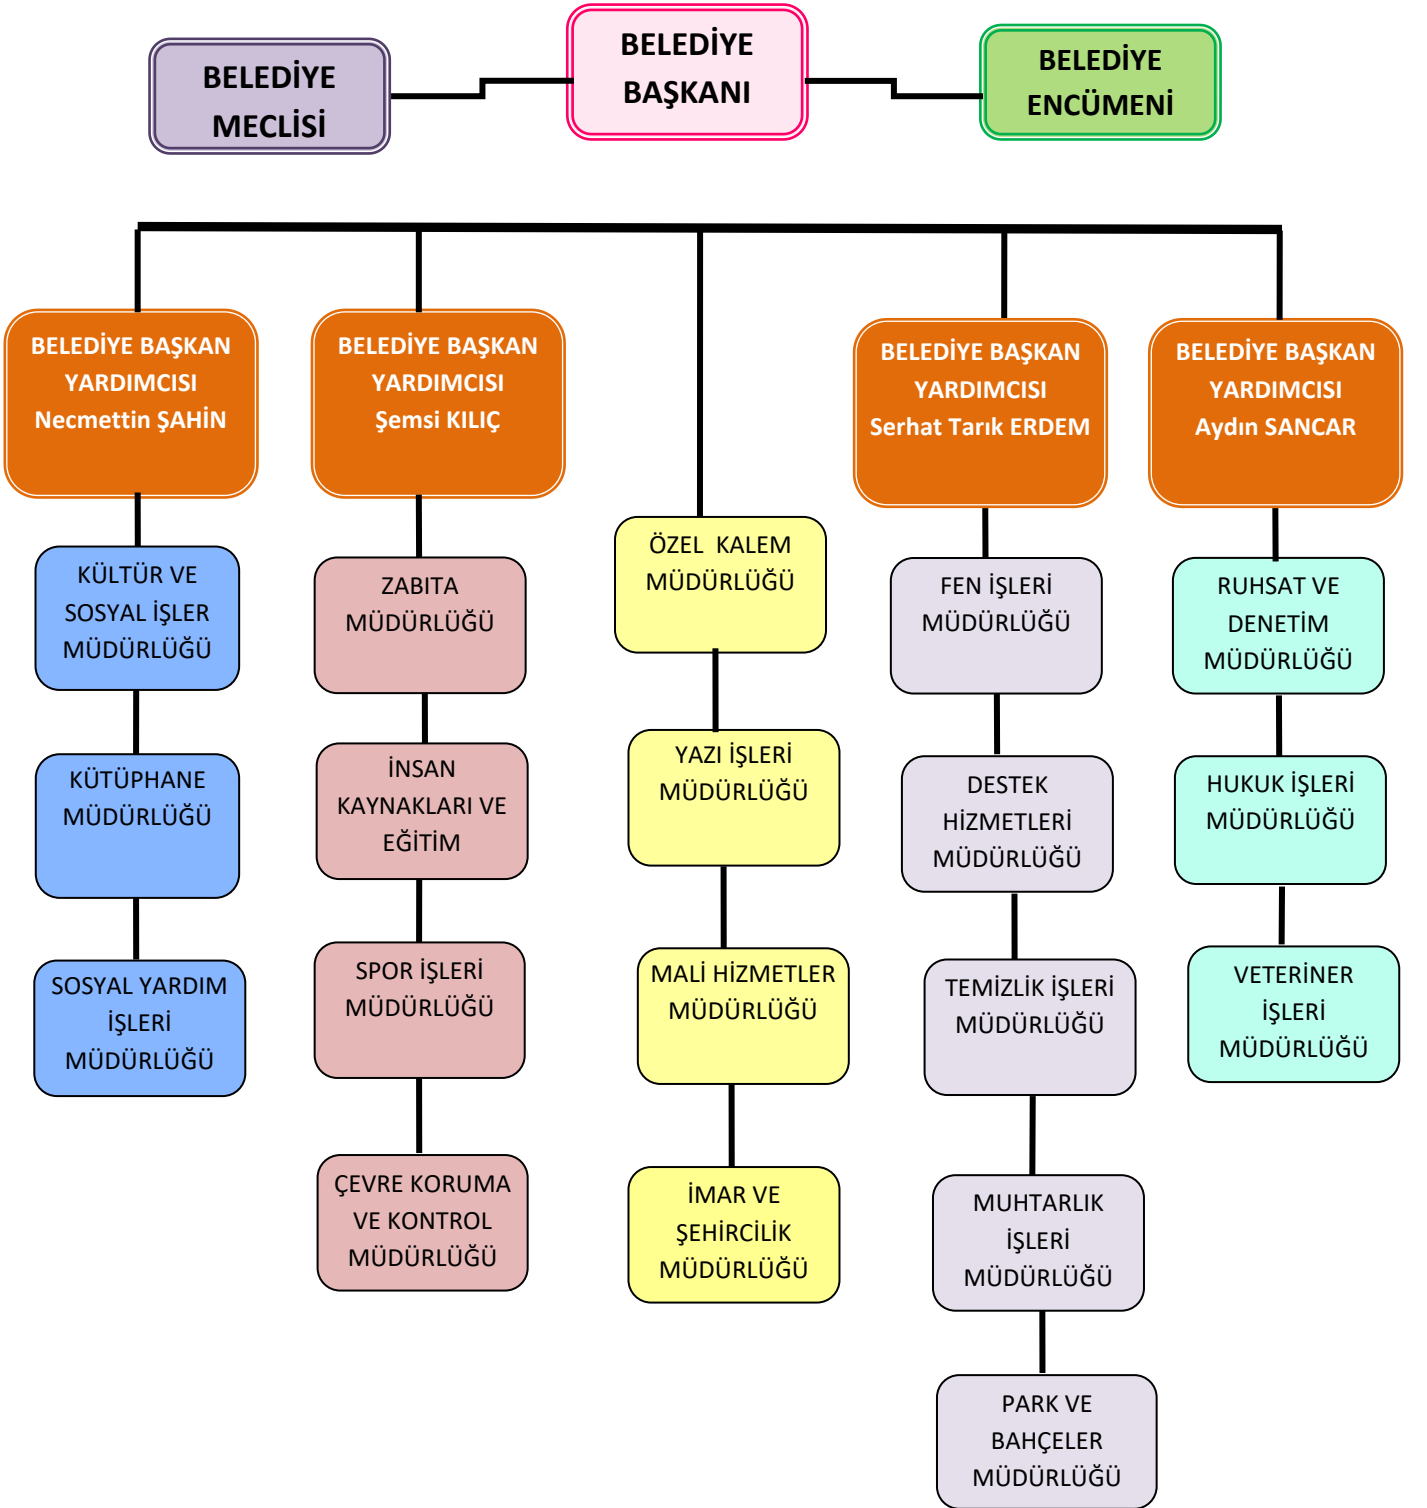 BELEDİYE
MECLİSİ
BELEDİYE
BAŞKANI
BELEDİYE
ENCÜMENİ
BELEDİYE BAŞKAN
YARDIMCISI
Necmettin ŞAHİN
BELEDİYE BAŞKAN
YARDIMCISI
Şemsi KILIÇ
BELEDİYE BAŞKAN
YARDIMCISI
Serhat Tarık ERDEM
BELEDİYE BAŞKAN
YARDIMCISI
Aydın SANCAR
KÜLTÜR VE
SOSYAL İŞLER
MÜDÜRLÜĞÜ
KÜTÜPHANE
MÜDÜRLÜĞÜ
SOSYAL YARDIM
İŞLERİ
MÜDÜRLÜĞÜ
ZABITA
MÜDÜRLÜĞÜ
İNSAN
KAYNAKLARI VE
EĞİTİM
SPOR İŞLERİ
MÜDÜRLÜĞÜ
ÇEVRE KORUMA
VE KONTROL
MÜDÜRLÜĞÜ
ÖZEL  KALEM
MÜDÜRLÜĞÜ
YAZI İŞLERİ
MÜDÜRLÜĞÜ
MALİ HİZMETLER
MÜDÜRLÜĞÜ
İMAR VE
ŞEHİRCİLİK
MÜDÜRLÜĞÜ
FEN İŞLERİ
MÜDÜRLÜĞÜ
DESTEK
HİZMETLERİ
MÜDÜRLÜĞÜ
TEMİZLİK İŞLERİ
MÜDÜRLÜĞÜ
MUHTARLIK
İŞLERİ
MÜDÜRLÜĞÜ
PARK VE
BAHÇELER
MÜDÜRLÜĞÜ
RUHSAT VE
DENETİM
MÜDÜRLÜĞÜ
HUKUK İŞLERİ
MÜDÜRLÜĞÜ
VETERİNER
İŞLERİ
MÜDÜRLÜĞÜ